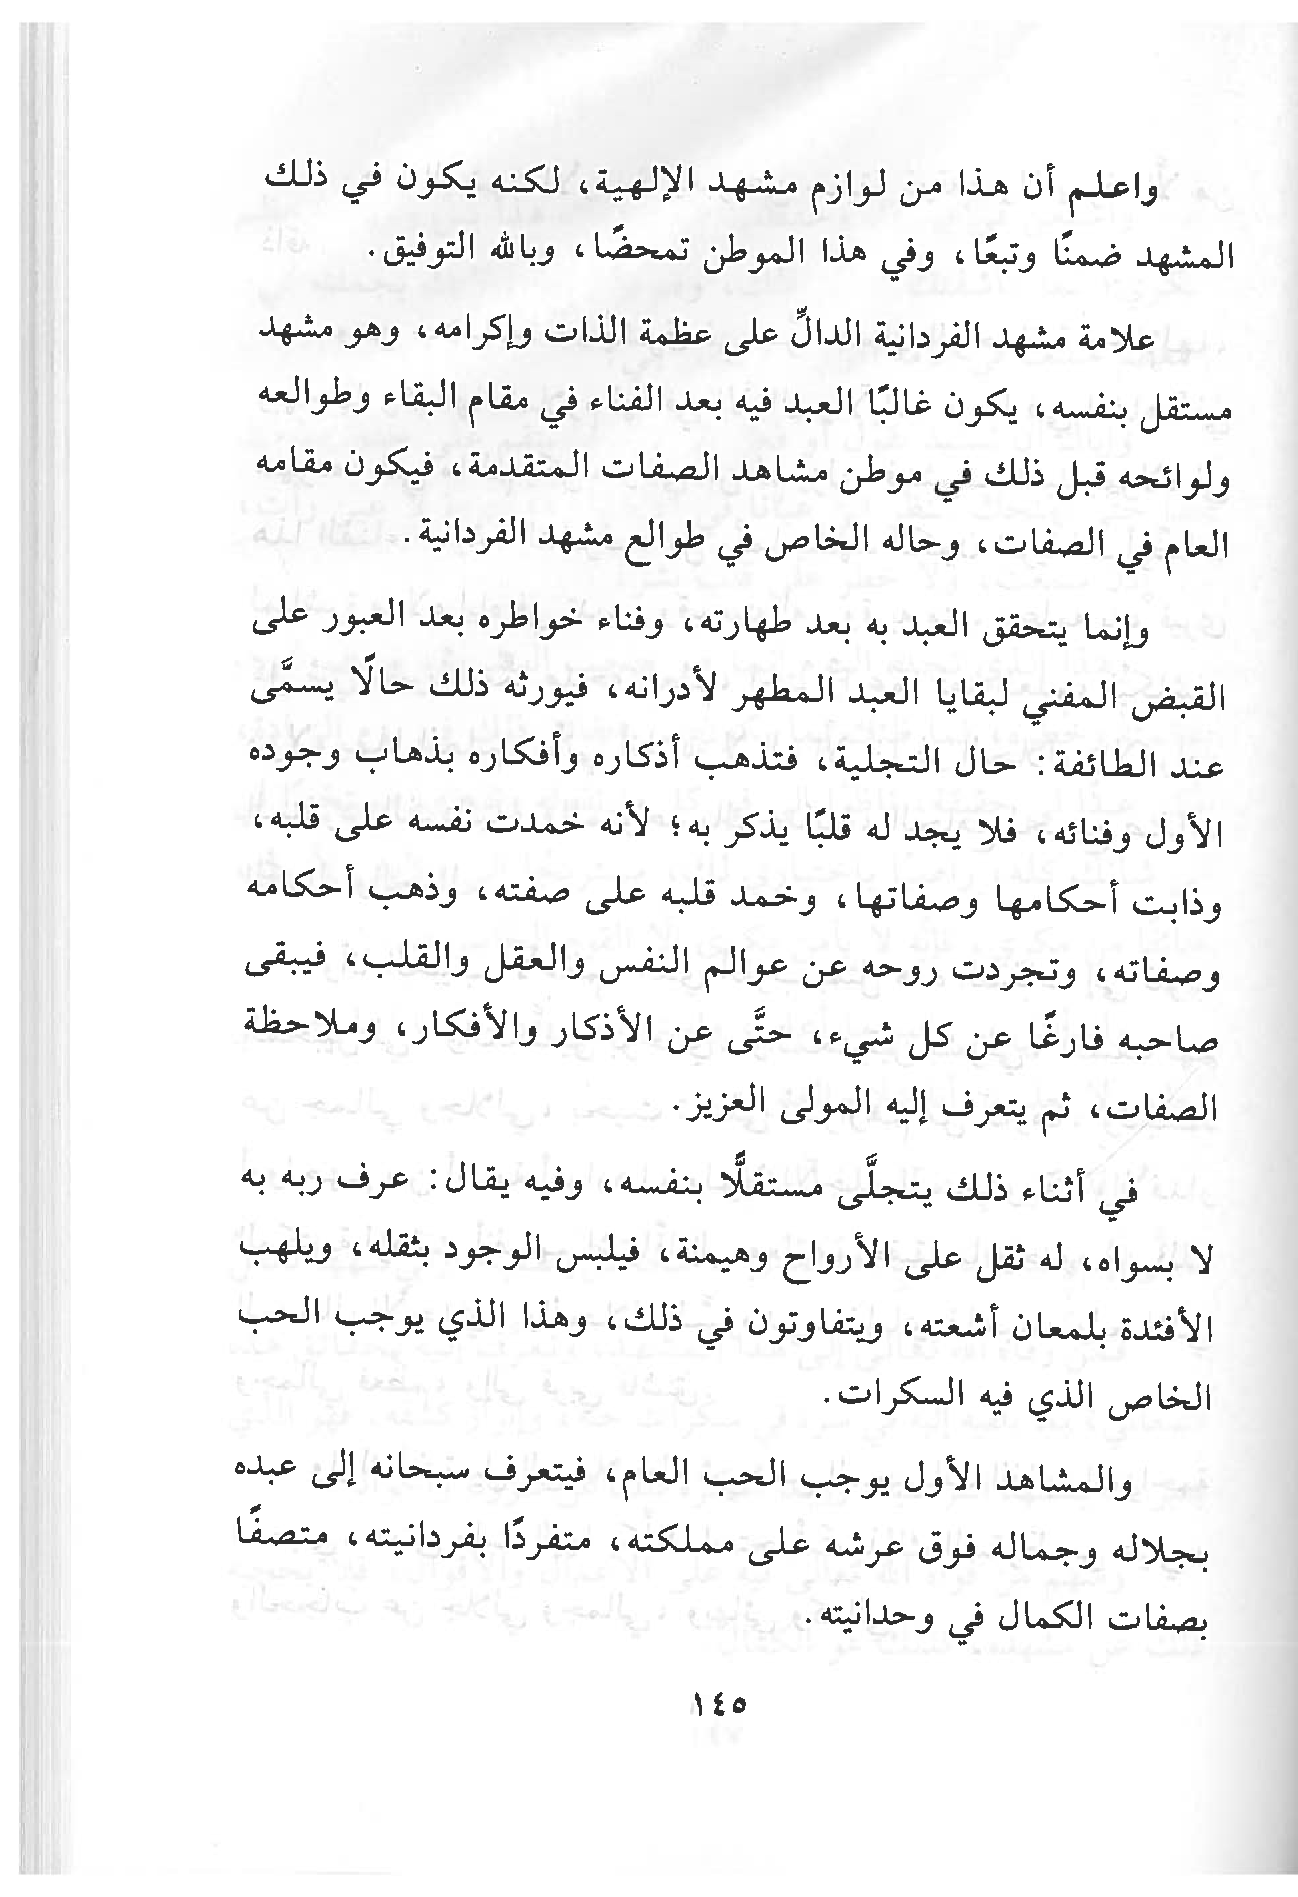 واعلم أن هذا من لوازم مشهد الإلهية، لكنه يكون في ذلك
المشهد ضمنًا وتبعًا، وفي هذا الموطن تمحضًا، وبالله التوفيق.
علامة مشهد الفردانية الدالِّ على عظمة الذات وإكرامه، وهو مشهد
مستقل بنفسه، يكون غالبًا العبد فيه بعد الفناء في مقام البقاء وطوالعه
ولوائحه قبل ذلك في موطن مشاهد الصفات المتقدمة، فيكون مقامه
العام في الصفات، وحاله الخاص في طوالع مشهد الفردانية.
وإنما يتحقق العبد به بعد طهارته، وفناء خواطره بعد العبور على
القبض المفني لبقايا العبد المطهر لأدرانه، فيورثه ذلك حالًا يسمَّى
عند الطائفة: حال التجلية، فتذهب أذكاره وأفكاره بذهاب وجوده
الأول وفنائه، فلا يجد له قلبًا يذكر به؛ لأنه خمدت نفسه على قلبه،
وذابت أحكامها وصفاتها، وخمد قلبه على صفته، وذهب أحكامه
وصفاته، وتجردت روحه عن عوالم النفس والعقل والقلب، فيبقى
صاحبه فارغًا عن كل شيء، حتَّى عن الأذكار والأفكار، وملاحظة
الصفات، ثم يتعرف إليه المولى العزيز.
في أثناء ذلك يتجلَّى مستقلًّا بنفسه، وفيه يقال: عرف ربه به
لا بسواه، له ثقل على الأرواح وهيمنة، فيلبس الوجود بثقله، ويلهب
الأفئدة بلمعان أشعته، ويتفاوتون في ذلك، وهذا الذي يوجب الحب
الخاص الذي فيه السكرات.
والمشاهد الأول يوجب الحب العام، فيتعرف سبحانه إلى عبده
بجلاله وجماله فوق عرشه على مملكته، متفردًا بفردانيته، متصفًا
بصفات الكمال في وحدانيته.
١٤٥